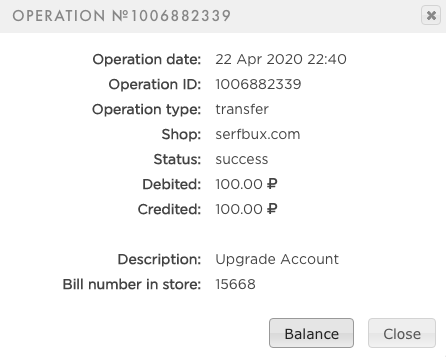 OPERATION №1006882339
Operation date: 22 Apr 2020 22:40
Operation ID: 1006882339
Operation type: transfer
Shop: serfbux.com
Status: success
Debited: 100.00 ₽
Credited: 100.00 ₽
Description: Upgrade Account
Bill number in store: 15668
Balance Close